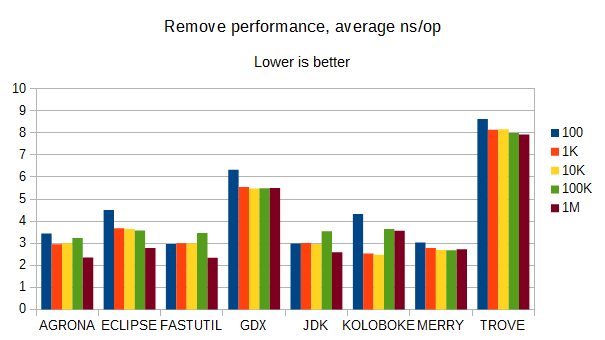 Remove performance, average ns/op
Lower is better
10
9
8
7
6
5
4
3
2
1
0
AGRONA ECLIPSE FASTUTIL GDX JDK KOLOBOKE MERRY TROVE
100
1K
10K
100K
1M